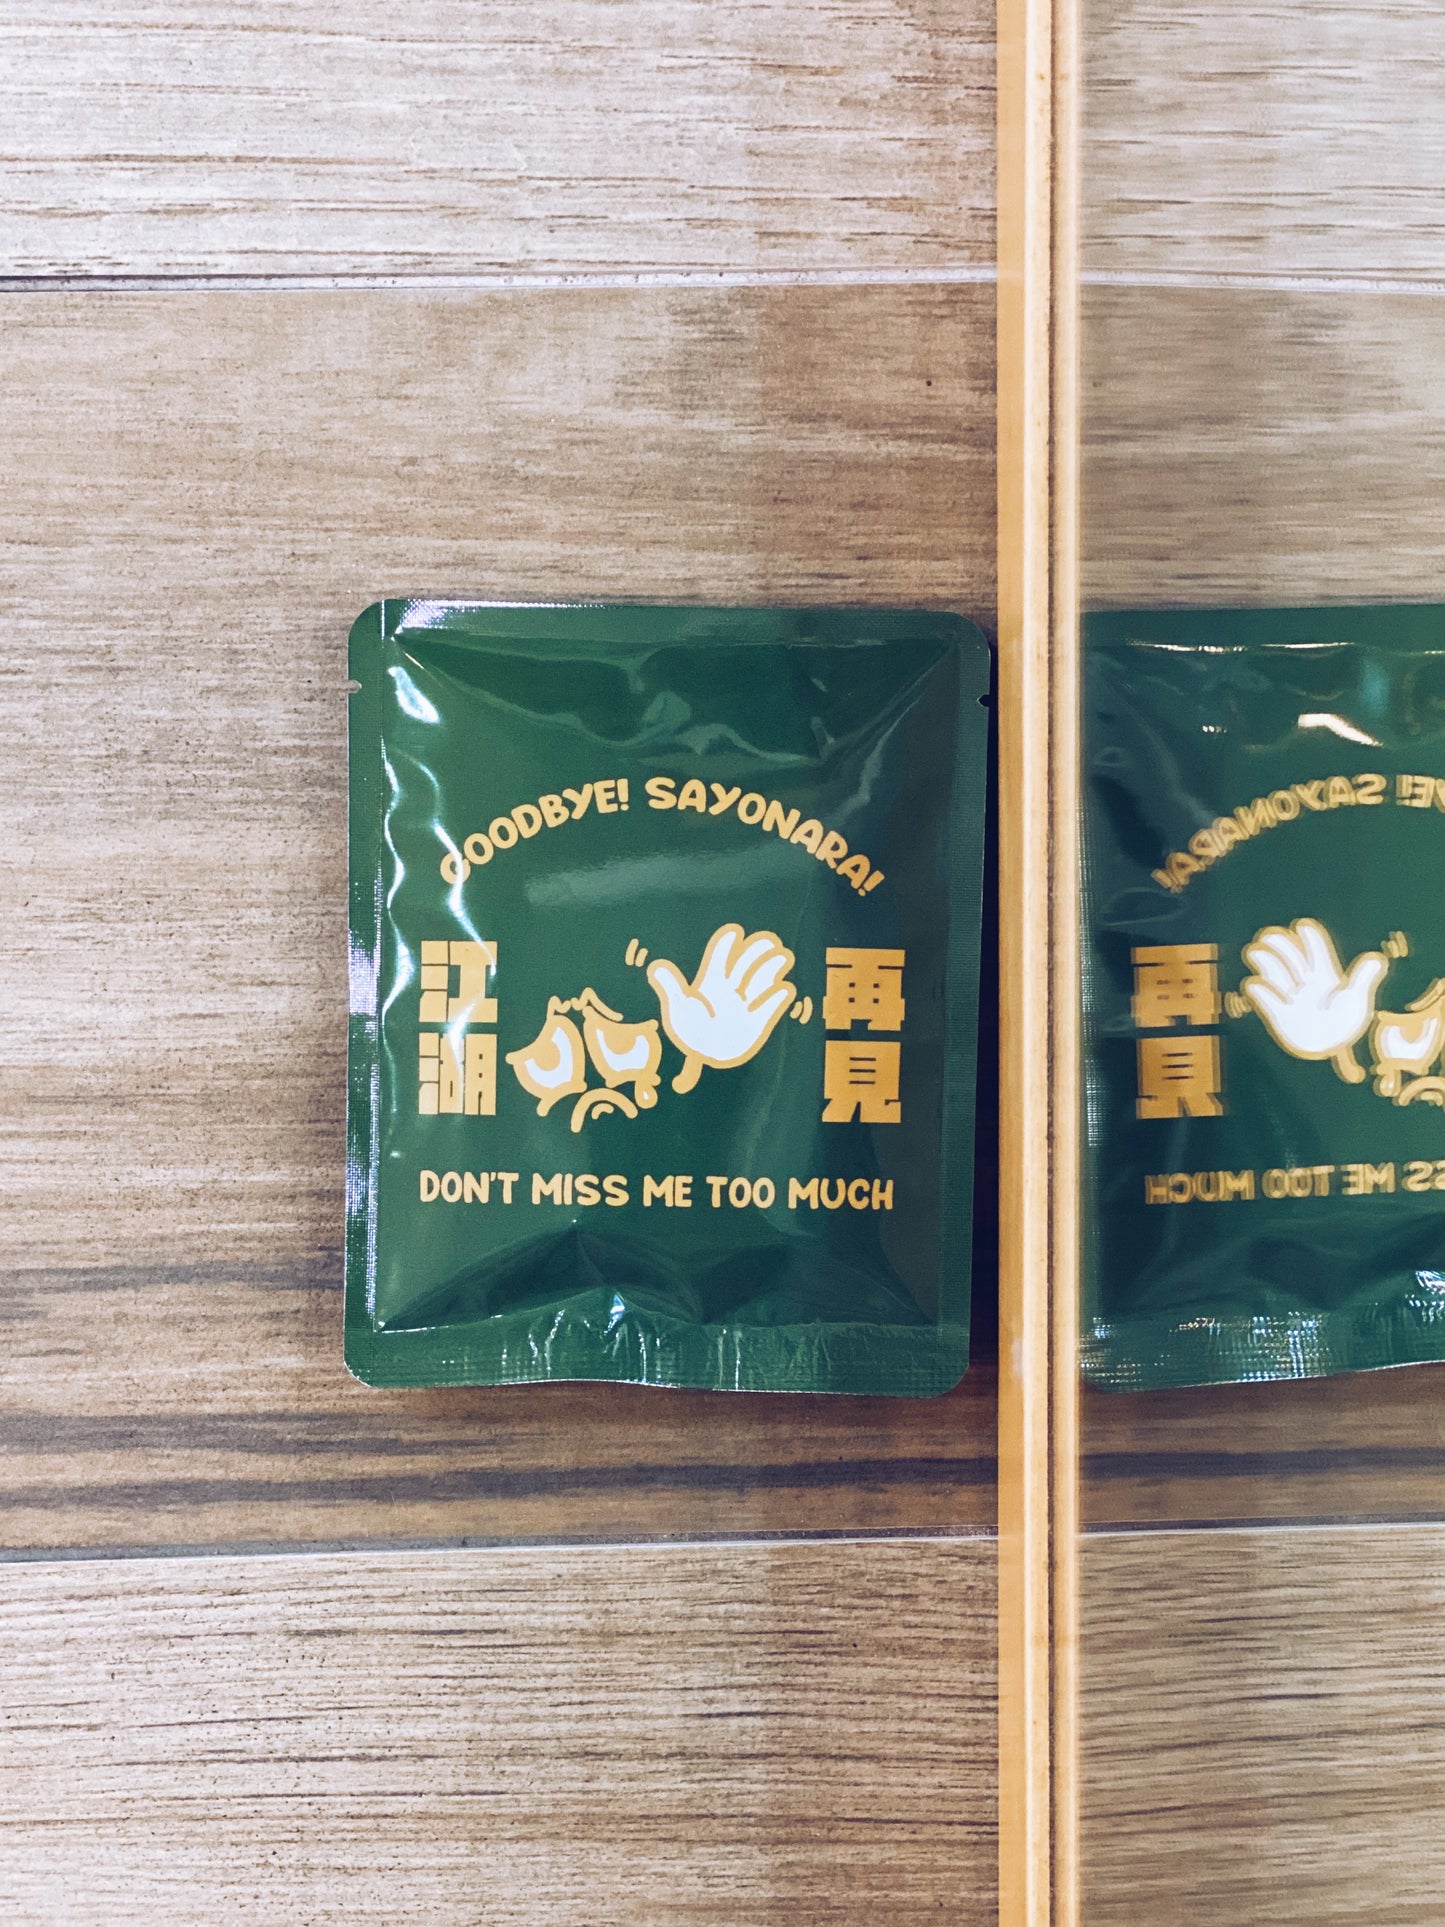 GOODBYE! SAYONARA!
江湖
再見
DON'T MISS ME TOO MUCH